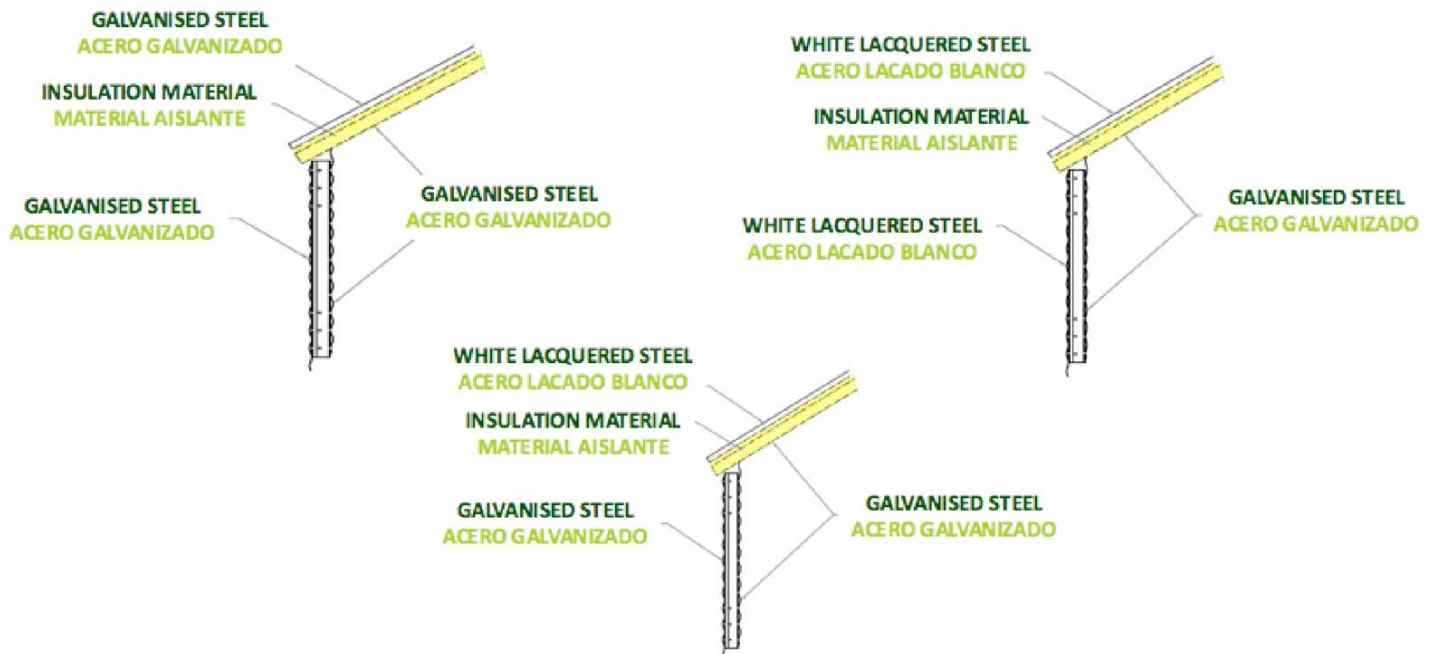 GALVANISED STEEL
ACERO GALVANIZADO
INSULATION MATERIAL
MATERIAL AISLANTE
GALVANISED STEEL
ACERO GALVANIZADO
GALVANISED STEEL
ACERO GALVANIZADO
WHITE LACQUERED STEEL
ACERO LACADO BLANCO
INSULATION MATERIAL
MATERIAL AISLANTE
WHITE LACQUERED STEEL
ACERO LACADO BLANCO
GALVANISED STEEL
ACERO GALVANIZADO
WHITE LACQUERED STEEL
ACERO LACADO BLANCO
INSULATION MATERIAL
MATERIAL AISLANTE
GALVANISED STEEL
ACERO GALVANIZADO
GALVANISED STEEL
ACERO GALVANIZADO